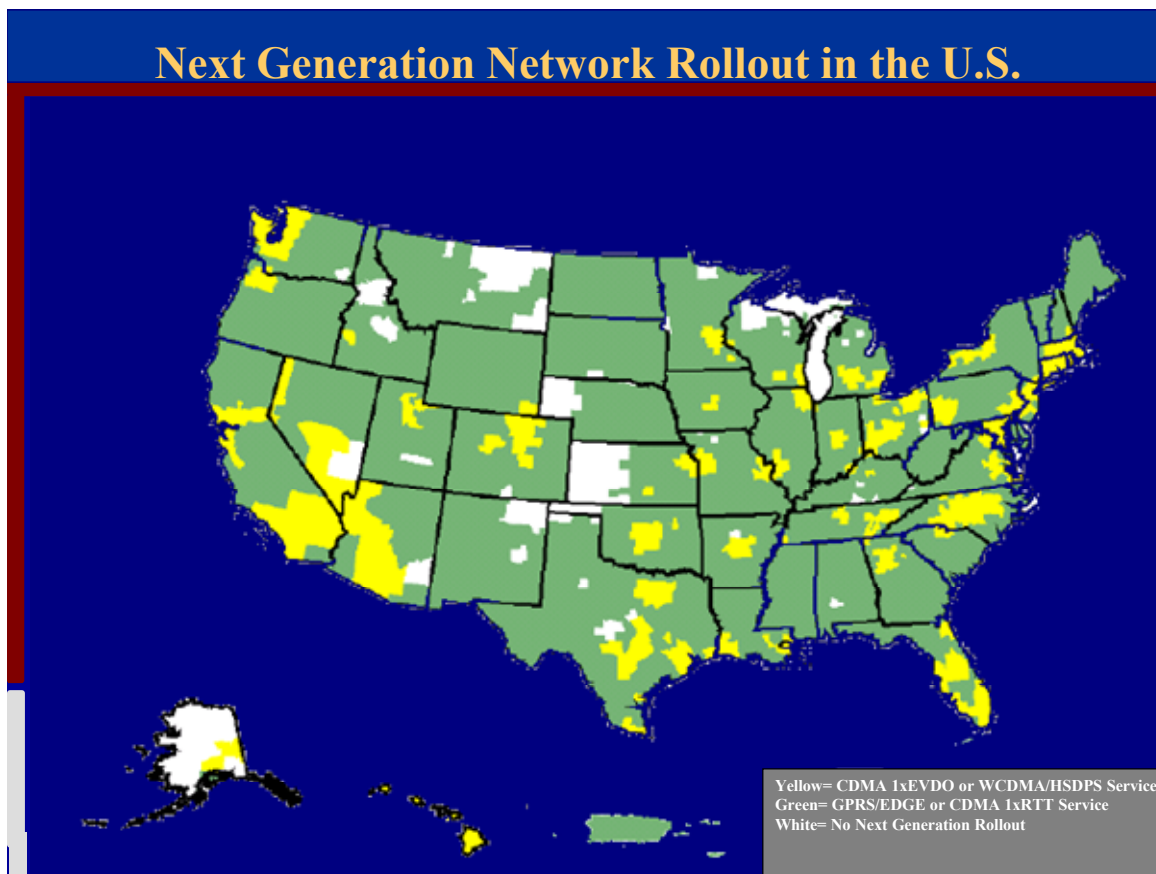 Next Generation Network Rollout in the U.S.
Yellow= CDMA 1xEVDO or WCDMA/HSDPS Service
Green= GPRS/EDGE or CDMA 1xRTT Service
White= No Next Generation Rollout